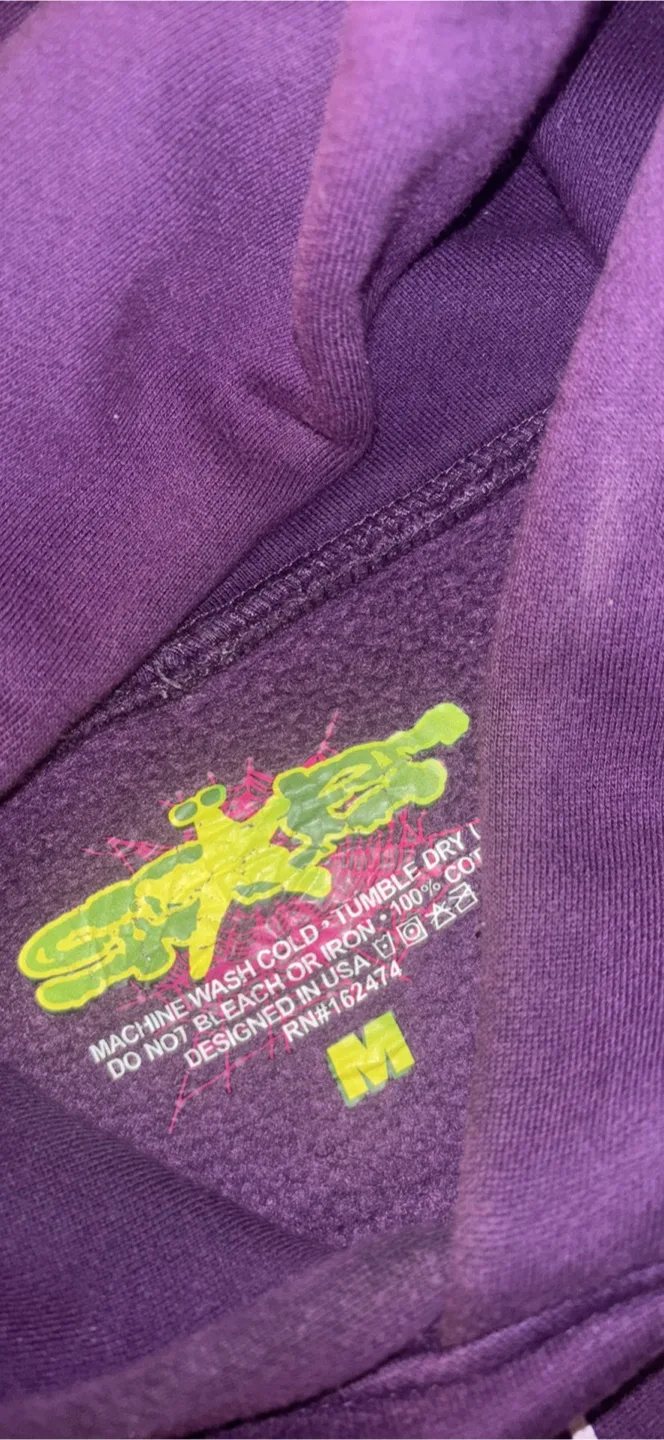 MACHINE WASH COLD • TUMBLE DRY
DO NOT BLEACH OR IRON • 100%
DESIGNED IN USA
RN#162474
M